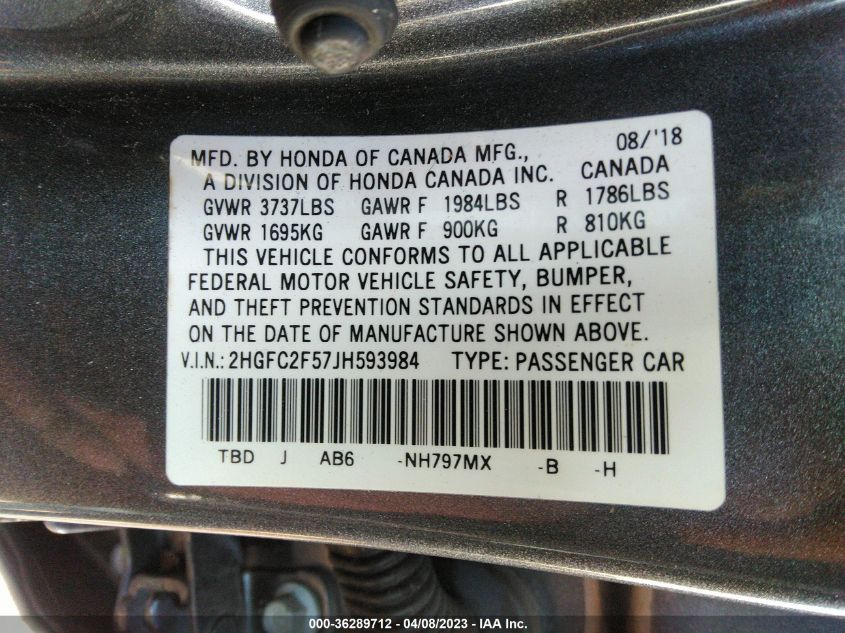 08/'18
MFD. BY HONDA OF CANADA MFG., CANADA
A DIVISION OF HONDA CANADA INC.
GVWR 3737LBS GAWR F 1984LBS R 1786LBS
GVWR 1695KG GAWR F 900KG R 810KG
THIS VEHICLE CONFORMS TO ALL APPLICABLE
FEDERAL MOTOR VEHICLE SAFETY, BUMPER,
AND THEFT PREVENTION STANDARDS IN EFFECT
ON THE DATE OF MANUFACTURE SHOWN ABOVE.
V.I.N.: 2HGFC2F57JH593984 TYPE: PASSENGER CAR
TBD J AB6 -NH797MX -B -H
000-36289712 - 04/08/2023 - IAA Inc.